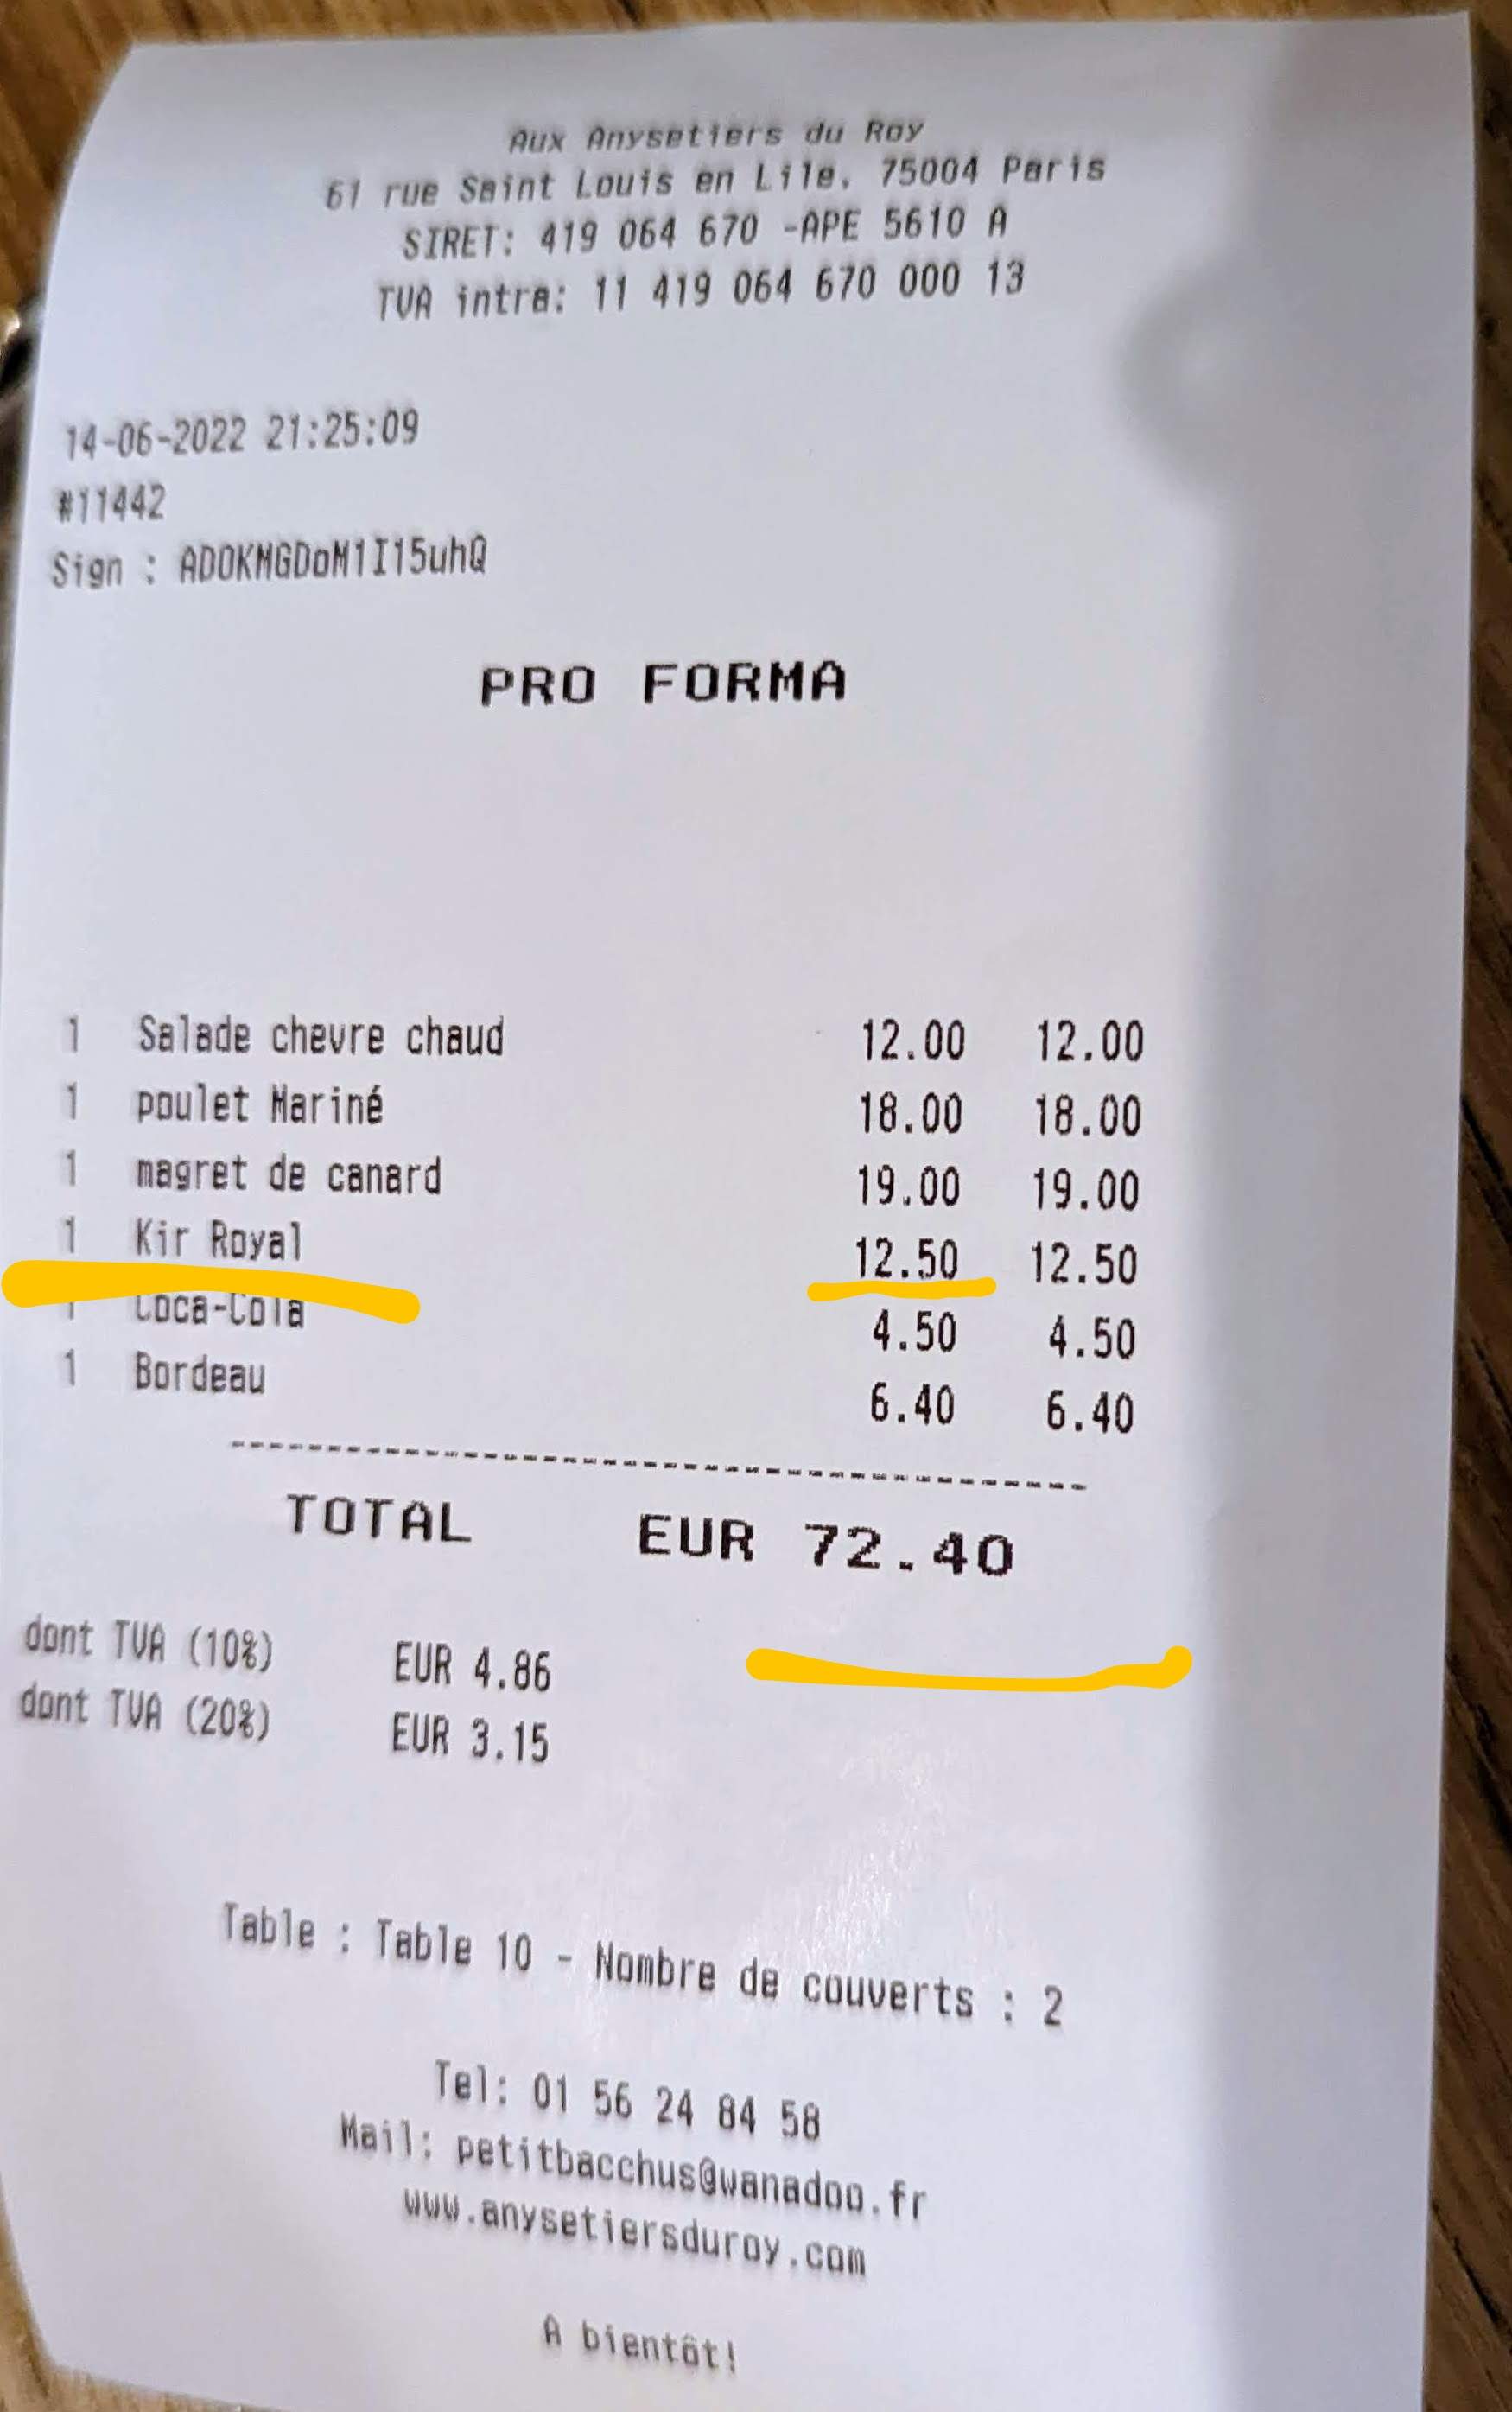 Aux Anysetiers du Roy
61 rue Saint Louis en Lile, 75004 Paris
SIRET: 419 064 670 -APE 5610 A
TVA intra: 11 419 064 670 000 13
14-06-2022 21:25:09
#11442
Sign : ADOKMGDoM1I15uhQ
PRO FORMA
1 Salade chevre chaud 12.00 12.00
1 poulet Mariné 18.00 18.00
1 magret de canard 19.00 19.00
1 Kir Royal 12.50 12.50
1 Coca-Cola 4.50 4.50
1 Bordeau 6.40 6.40
TOTAL EUR 72.40
dont TVA (10%) EUR 4.86
dont TVA (20%) EUR 3.15
Table : Table 10 - Nombre de couverts : 2
Tel: 01 56 24 84 58
Mail: petitbacchus@wanadoo.fr
www.anysetiersduroy.com
A bientôt!